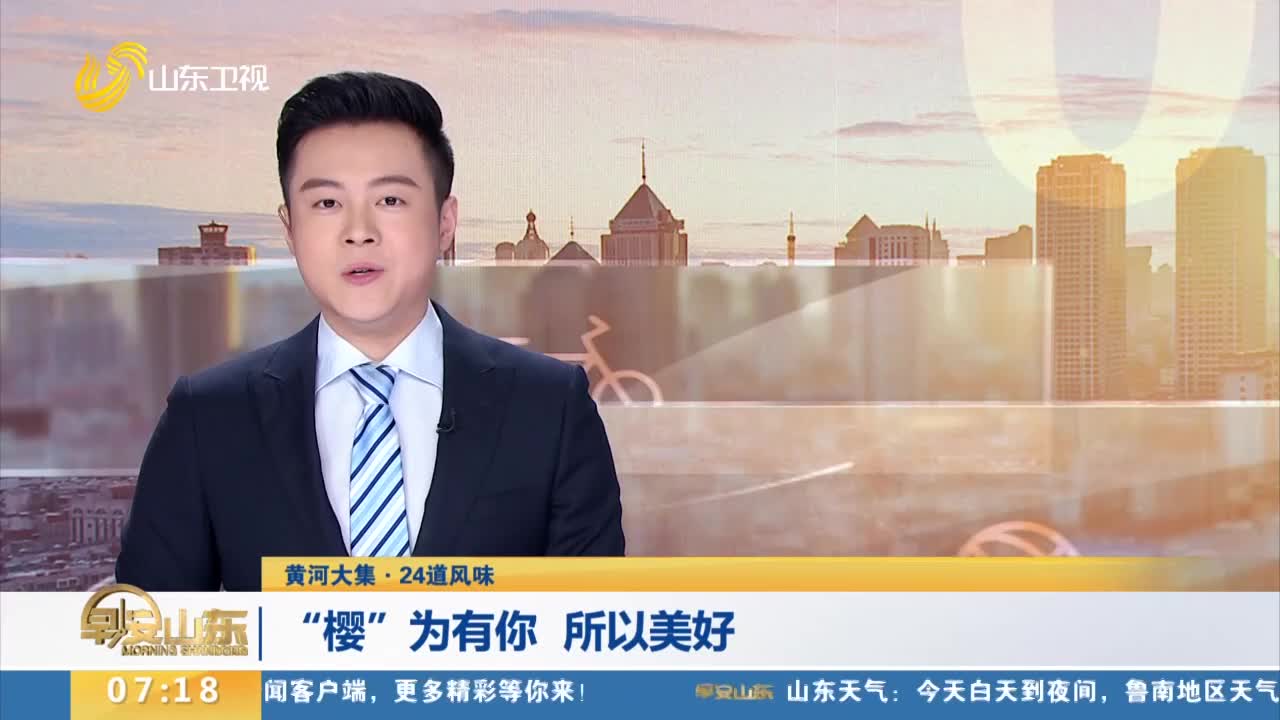 山东卫视
黄河大集·24道风味
“樱”为有你 所以美好
早安山东
MORNING SHANDONG
07:18
闻客户端，更多精彩等你来！ 早安山东 山东天气：今天白天到夜间，鲁南地区天气